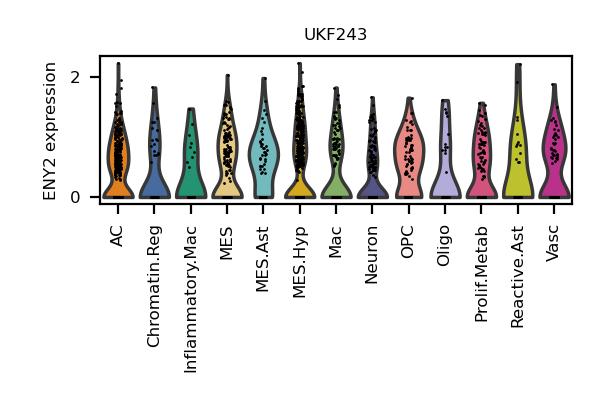 UKF243
ENY2 expression
2
0
AC
Chromatin.Reg
Inflammatory.Mac
MES
MES.Ast
MES.Hyp
Mac
Neuron
OPC
Oligo
Prolif.Metab
Reactive.Ast
Vasc